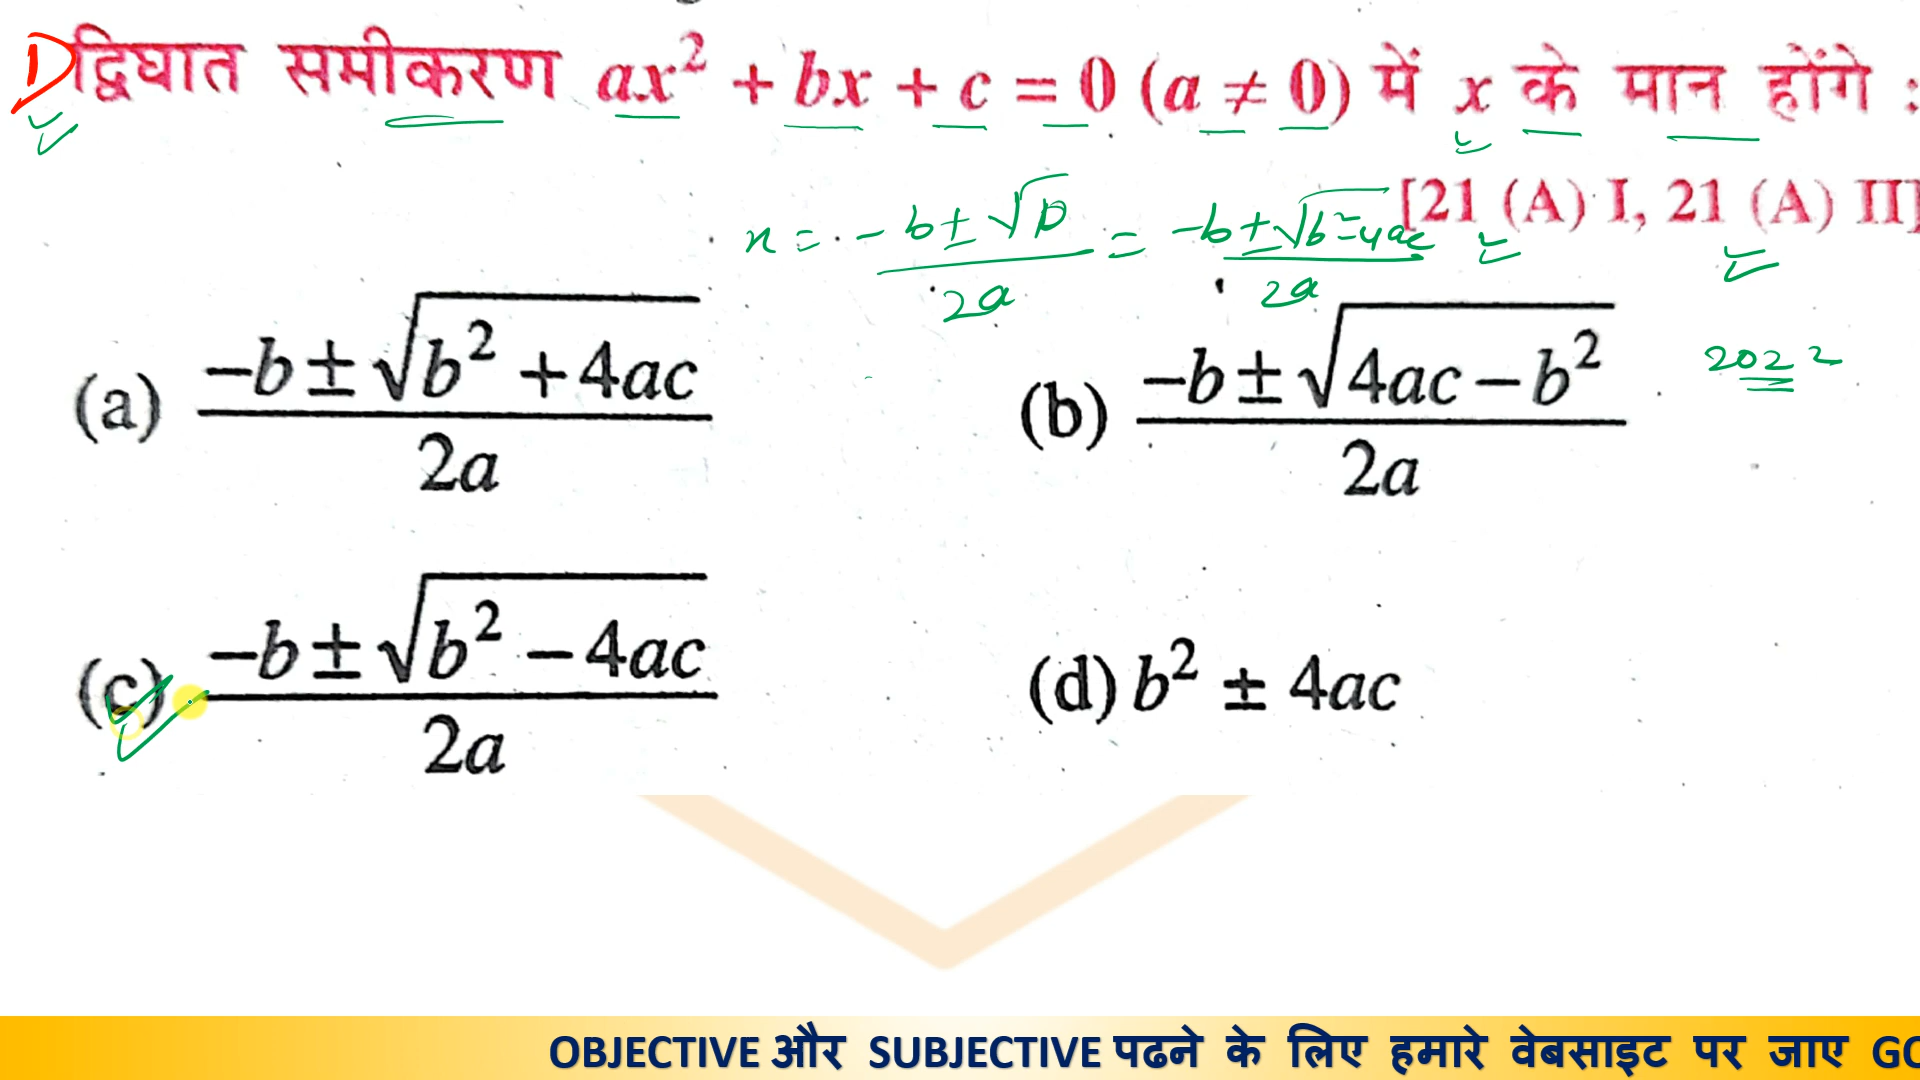 1) द्विघात समीकरण ax² + bx + c = 0 (a ≠ 0) में x के मान होंगे :
[21 (A) I, 21 (A) II]
x = -b ± √D / 2a = -b ± √b² - 4ac / 2a
2022
(a) -b ± √b² + 4ac / 2a (b) -b ± √4ac - b² / 2a
(c) -b ± √b² - 4ac / 2a (d) b² ± 4ac
OBJECTIVE और SUBJECTIVE पढने के लिए हमारे वेबसाइट पर जाए